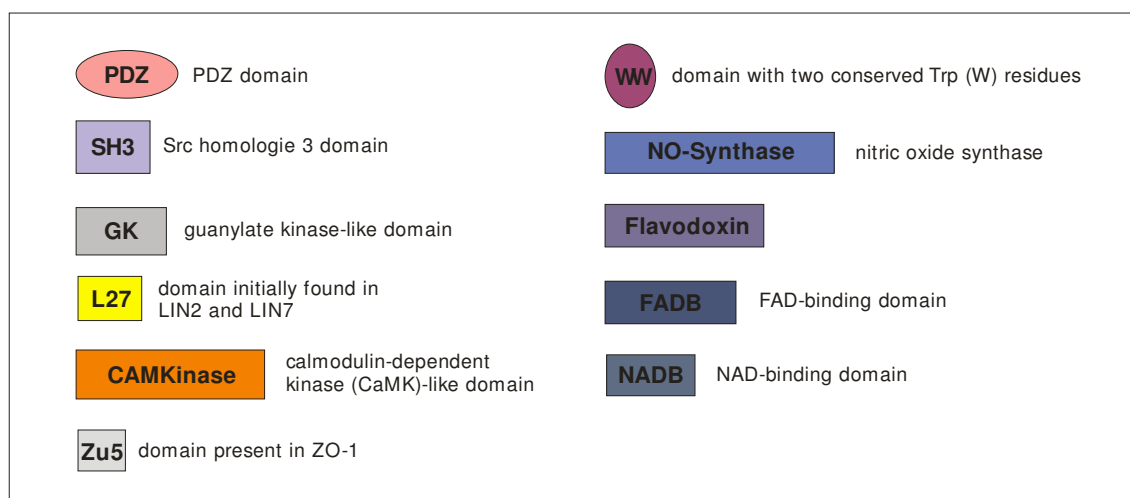 PDZ PDZ domain
SH3 Src homologie 3 domain
GK guanylate kinase-like domain
L27 domain initially found in
LIN2 and LIN7
CAMKinase calmodulin-dependent
kinase (CaMK)-like domain
Zu5 domain present in ZO-1
WW domain with two conserved Trp (W) residues
NO-Synthase nitric oxide synthase
Flavodoxin
FADB FAD-binding domain
NADB NAD-binding domain